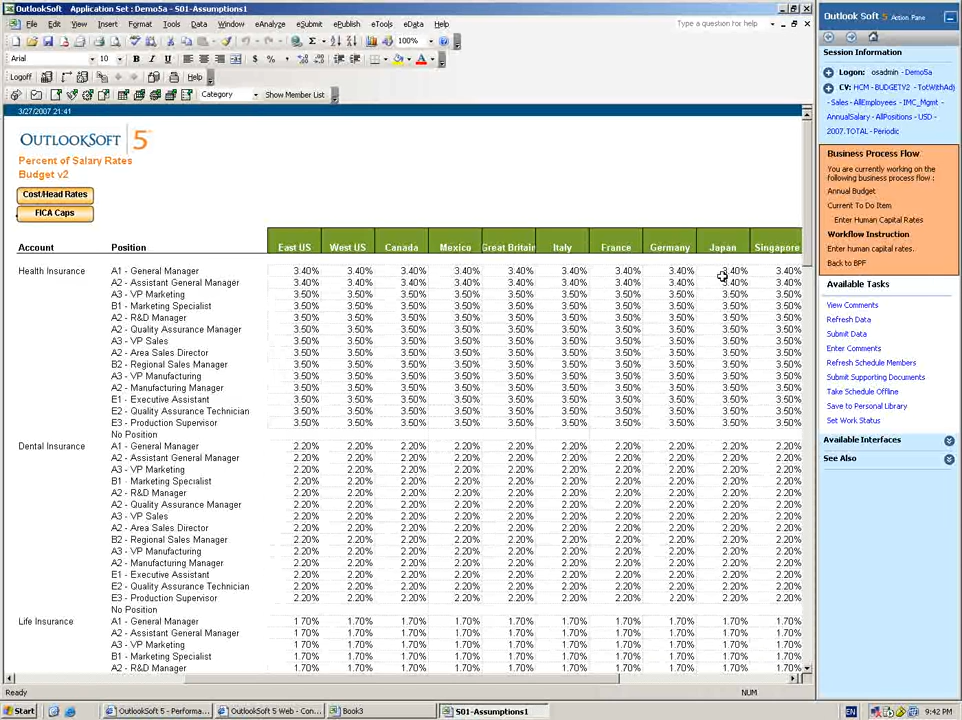 OutlookSoft Application Set : Demo5a - S01-Assumptions1
File Edit View Insert Format Tools Data Window eAnalyze eSubmit ePublish eTools eData Help
Type a question for help
100%
Arial 10 B I U $ % ,
Logoff Help
Category Show Member List
3/27/2007 21:41
OUTLOOKSOFT 5
Percent of Salary Rates
Budget v2
Cost/Head Rates
FICA Caps
Account Position East US West US Canada Mexico Great Britain Italy France Germany Japan Singapore
Health Insurance A1 - General Manager 3.40% 3.40% 3.40% 3.40% 3.40% 3.40% 3.40% 3.40% 3.40% 3.40%
A2 - Assistant General Manager 3.40% 3.40% 3.40% 3.40% 3.40% 3.40% 3.40% 3.40% 3.40% 3.40%
A3 - VP Marketing 3.50% 3.50% 3.50% 3.50% 3.50% 3.50% 3.50% 3.50% 3.50% 3.50%
B1 - Marketing Specialist 3.50% 3.50% 3.50% 3.50% 3.50% 3.50% 3.50% 3.50% 3.50% 3.50%
A2 - R&D Manager 3.50% 3.50% 3.50% 3.50% 3.50% 3.50% 3.50% 3.50% 3.50% 3.50%
A2 - Quality Assurance Manager 3.50% 3.50% 3.50% 3.50% 3.50% 3.50% 3.50% 3.50% 3.50% 3.50%
A3 - VP Sales 3.50% 3.50% 3.50% 3.50% 3.50% 3.50% 3.50% 3.50% 3.50% 3.50%
A2 - Area Sales Director 3.50% 3.50% 3.50% 3.50% 3.50% 3.50% 3.50% 3.50% 3.50% 3.50%
B2 - Regional Sales Manager 3.50% 3.50% 3.50% 3.50% 3.50% 3.50% 3.50% 3.50% 3.50% 3.50%
A3 - VP Manufacturing 3.50% 3.50% 3.50% 3.50% 3.50% 3.50% 3.50% 3.50% 3.50% 3.50%
A2 - Manufacturing Manager 3.50% 3.50% 3.50% 3.50% 3.50% 3.50% 3.50% 3.50% 3.50% 3.50%
E1 - Executive Assistant 3.50% 3.50% 3.50% 3.50% 3.50% 3.50% 3.50% 3.50% 3.50% 3.50%
E2 - Quality Assurance Technician 3.50% 3.50% 3.50% 3.50% 3.50% 3.50% 3.50% 3.50% 3.50% 3.50%
E3 - Production Supervisor 3.50% 3.50% 3.50% 3.50% 3.50% 3.50% 3.50% 3.50% 3.50% 3.50%
No Position
Dental Insurance A1 - General Manager 2.20% 2.20% 2.20% 2.20% 2.20% 2.20% 2.20% 2.20% 2.20% 2.20%
A2 - Assistant General Manager 2.20% 2.20% 2.20% 2.20% 2.20% 2.20% 2.20% 2.20% 2.20% 2.20%
A3 - VP Marketing 2.20% 2.20% 2.20% 2.20% 2.20% 2.20% 2.20% 2.20% 2.20% 2.20%
B1 - Marketing Specialist 2.20% 2.20% 2.20% 2.20% 2.20% 2.20% 2.20% 2.20% 2.20% 2.20%
A2 - R&D Manager 2.20% 2.20% 2.20% 2.20% 2.20% 2.20% 2.20% 2.20% 2.20% 2.20%
A2 - Quality Assurance Manager 2.20% 2.20% 2.20% 2.20% 2.20% 2.20% 2.20% 2.20% 2.20% 2.20%
A3 - VP Sales 2.20% 2.20% 2.20% 2.20% 2.20% 2.20% 2.20% 2.20% 2.20% 2.20%
A2 - Area Sales Director 2.20% 2.20% 2.20% 2.20% 2.20% 2.20% 2.20% 2.20% 2.20% 2.20%
B2 - Regional Sales Manager 2.20% 2.20% 2.20% 2.20% 2.20% 2.20% 2.20% 2.20% 2.20% 2.20%
A3 - VP Manufacturing 2.20% 2.20% 2.20% 2.20% 2.20% 2.20% 2.20% 2.20% 2.20% 2.20%
A2 - Manufacturing Manager 2.20% 2.20% 2.20% 2.20% 2.20% 2.20% 2.20% 2.20% 2.20% 2.20%
E1 - Executive Assistant 2.20% 2.20% 2.20% 2.20% 2.20% 2.20% 2.20% 2.20% 2.20% 2.20%
E2 - Quality Assurance Technician 2.20% 2.20% 2.20% 2.20% 2.20% 2.20% 2.20% 2.20% 2.20% 2.20%
E3 - Production Supervisor 2.20% 2.20% 2.20% 2.20% 2.20% 2.20% 2.20% 2.20% 2.20% 2.20%
No Position
Life Insurance A1 - General Manager 1.70% 1.70% 1.70% 1.70% 1.70% 1.70% 1.70% 1.70% 1.70% 1.70%
A2 - Assistant General Manager 1.70% 1.70% 1.70% 1.70% 1.70% 1.70% 1.70% 1.70% 1.70% 1.70%
A3 - VP Marketing 1.70% 1.70% 1.70% 1.70% 1.70% 1.70% 1.70% 1.70% 1.70% 1.70%
B1 - Marketing Specialist 1.70% 1.70% 1.70% 1.70% 1.70% 1.70% 1.70% 1.70% 1.70% 1.70%
A2 - R&D Manager 1.70% 1.70% 1.70% 1.70% 1.70% 1.70% 1.70% 1.70% 1.70% 1.70%
Outlook Soft 5 Action Pane
Session Information
Logon: osadmin - Demo5a
CV: HCM - BUDGETV2 - TotWithAdj
- Sales - AllEmployees - IMC_Mgmt -
AnnualSalary - AllPositions - USD -
2007.TOTAL - Periodic
Business Process Flow
You are currently working on the
following business process flow :
Annual Budget
Current To Do Item
Enter Human Capital Rates
Workflow Instruction
Enter human capital rates.
Back to BPF
Available Tasks
View Comments
Refresh Data
Submit Data
Enter Comments
Refresh Schedule Members
Submit Supporting Documents
Take Schedule Offline
Save to Personal Library
Set Work Status
Available Interfaces
See Also
Ready NUM
Start OutlookSoft 5 - Performa... OutlookSoft 5 Web - Con... Book3 S01-Assumptions1 EN 9:42 PM